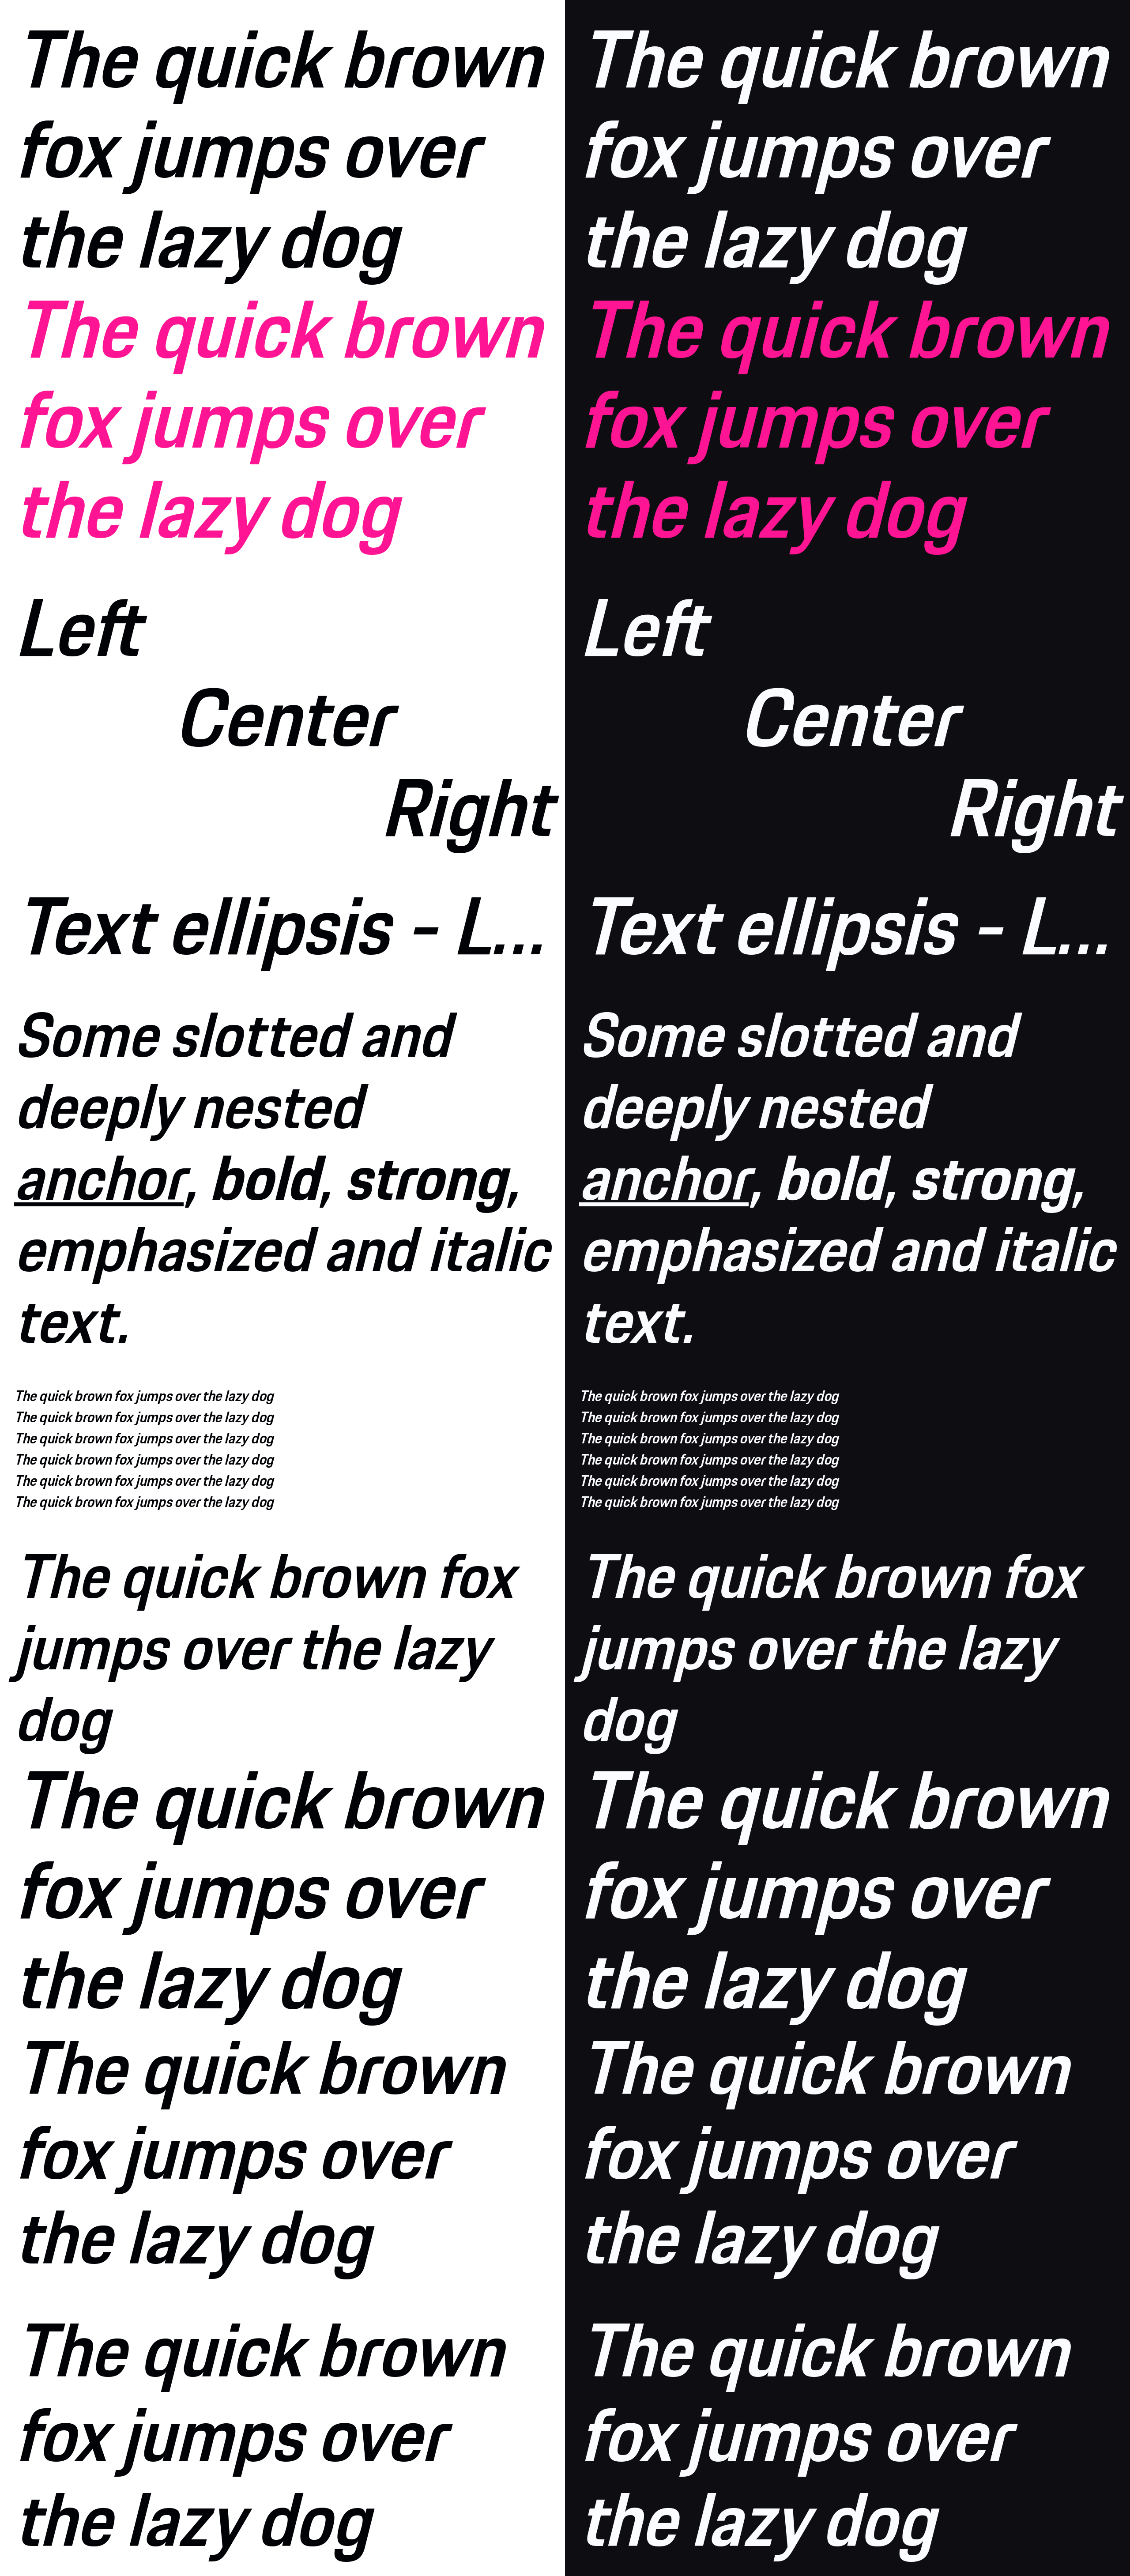 The quick brown
fox jumps over
the lazy dog
The quick brown
fox jumps over
the lazy dog
Left
Center
Right
Text ellipsis - L...
Some slotted and
deeply nested
anchor, bold, strong,
emphasized and italic
text.
The quick brown fox jumps over the lazy dog
The quick brown fox jumps over the lazy dog
The quick brown fox jumps over the lazy dog
The quick brown fox jumps over the lazy dog
The quick brown fox jumps over the lazy dog
The quick brown fox jumps over the lazy dog
The quick brown fox
jumps over the lazy
dog
The quick brown
fox jumps over
the lazy dog
The quick brown
fox jumps over
the lazy dog
The quick brown
fox jumps over
the lazy dog
The quick brown
fox jumps over
the lazy dog
The quick brown
fox jumps over
the lazy dog
Left
Center
Right
Text ellipsis - L...
Some slotted and
deeply nested
anchor, bold, strong,
emphasized and italic
text.
The quick brown fox jumps over the lazy dog
The quick brown fox jumps over the lazy dog
The quick brown fox jumps over the lazy dog
The quick brown fox jumps over the lazy dog
The quick brown fox jumps over the lazy dog
The quick brown fox jumps over the lazy dog
The quick brown fox
jumps over the lazy
dog
The quick brown
fox jumps over
the lazy dog
The quick brown
fox jumps over
the lazy dog
The quick brown
fox jumps over
the lazy dog